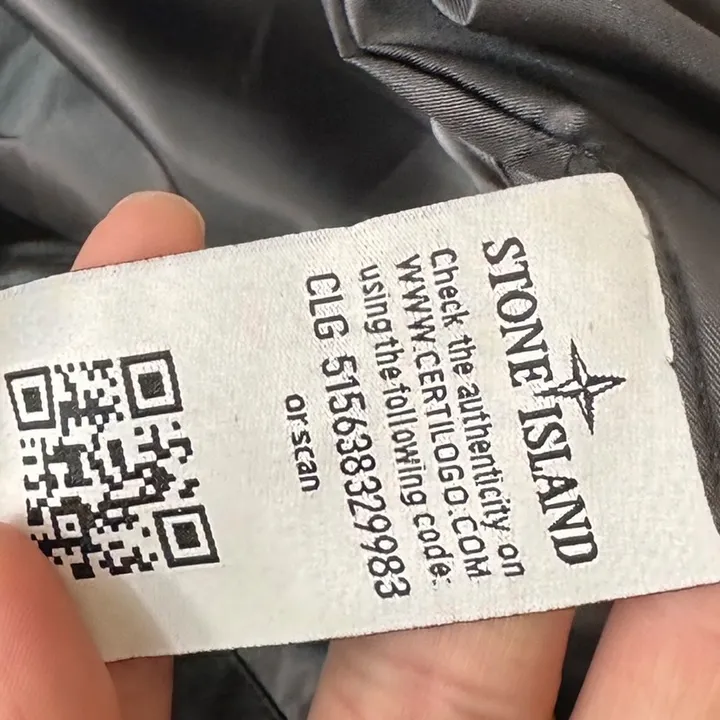 STONE ISLAND
Check the authenticity on
WWW.CERTILOGO.COM
using the following code:
CLG 515638329983
or scan